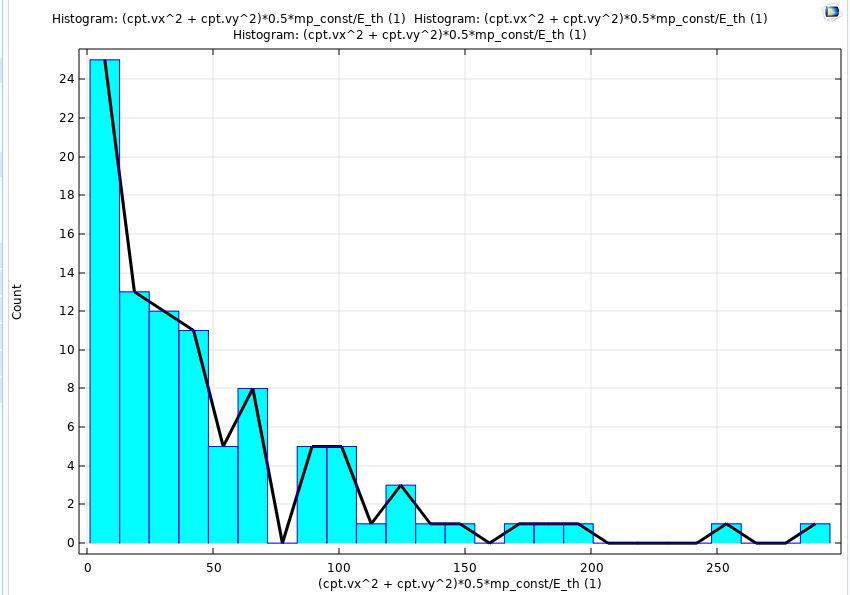 Histogram: (cpt.vx^2 + cpt.vy^2)*0.5*mp_const/E_th (1)  Histogram: (cpt.vx^2 + cpt.vy^2)*0.5*mp_const/E_th (1)
Histogram: (cpt.vx^2 + cpt.vy^2)*0.5*mp_const/E_th (1)
24
22
20
18
16
14
12
10
8
6
4
2
0
Count
0 50 100 150 200 250
(cpt.vx^2 + cpt.vy^2)*0.5*mp_const/E_th (1)